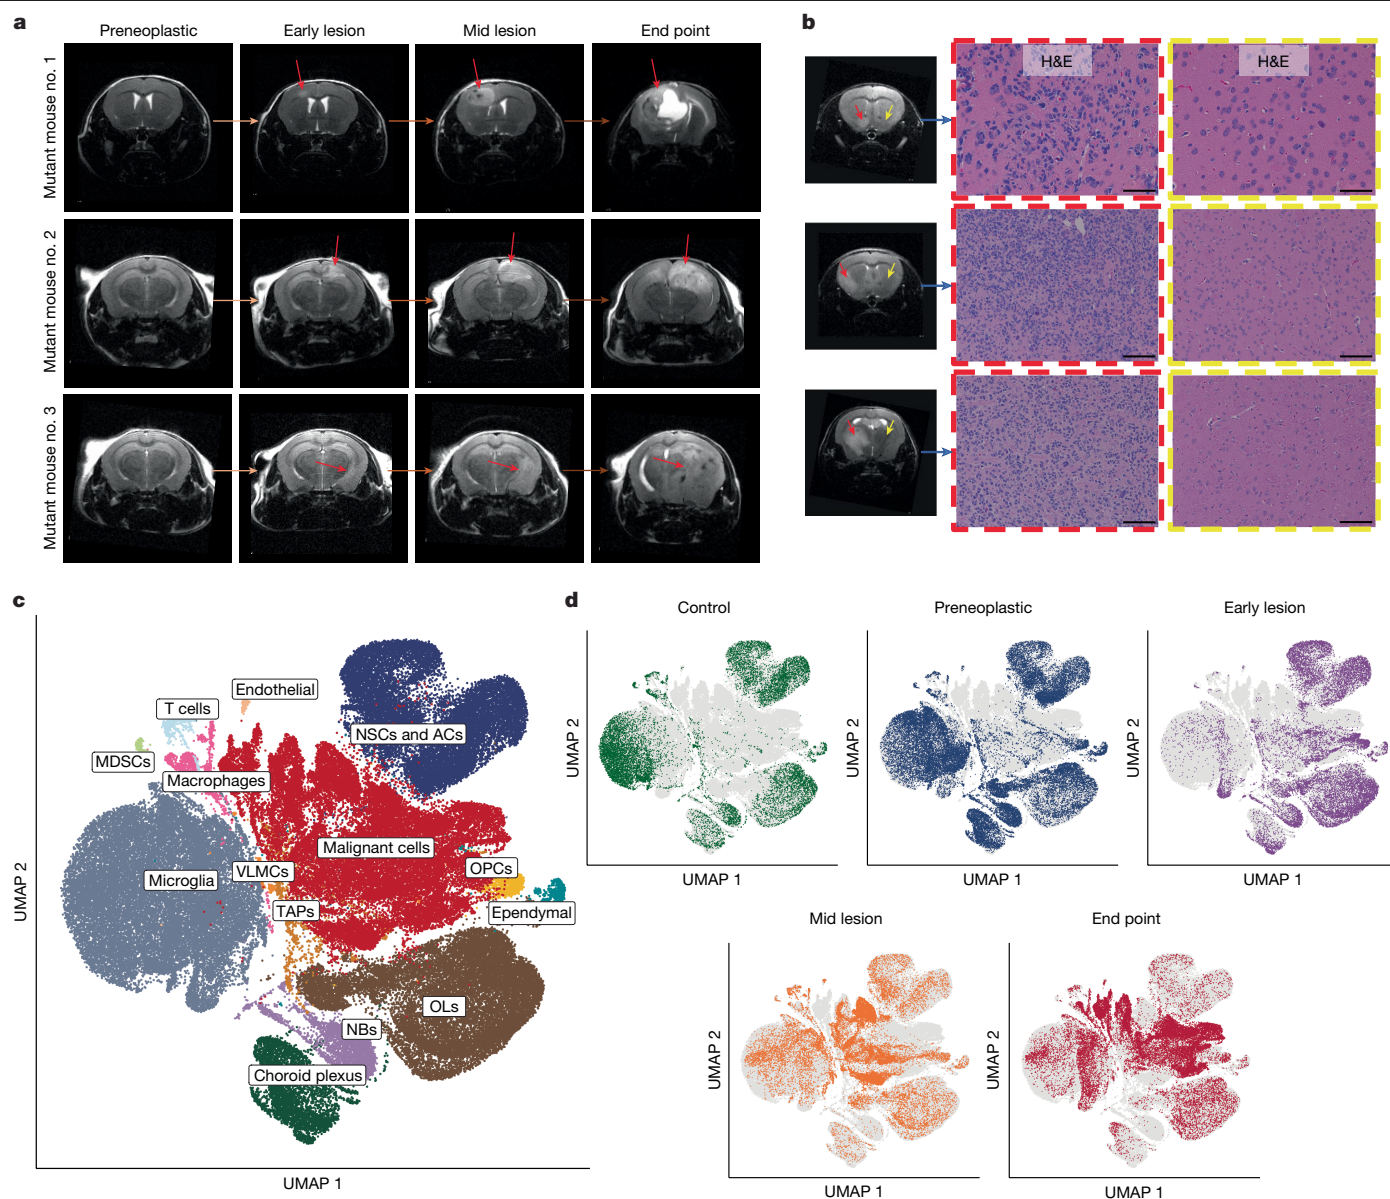 a
Preneoplastic
Early lesion
Mid lesion
End point
Mutant mouse no. 1
Mutant mouse no. 2
Mutant mouse no. 3
b
H&E
H&E
c
UMAP 2
Endothelial
T cells
NSCs and ACs
MDSCs
Macrophages
Malignant cells
Microglia
VLMCs
OPCs
TAPs
Ependymal
OLs
NBs
Choroid plexus
UMAP 1
d
Control
Preneoplastic
Early lesion
UMAP 2
UMAP 2
UMAP 2
UMAP 1
UMAP 1
UMAP 1
Mid lesion
End point
UMAP 2
UMAP 2
UMAP 1
UMAP 1